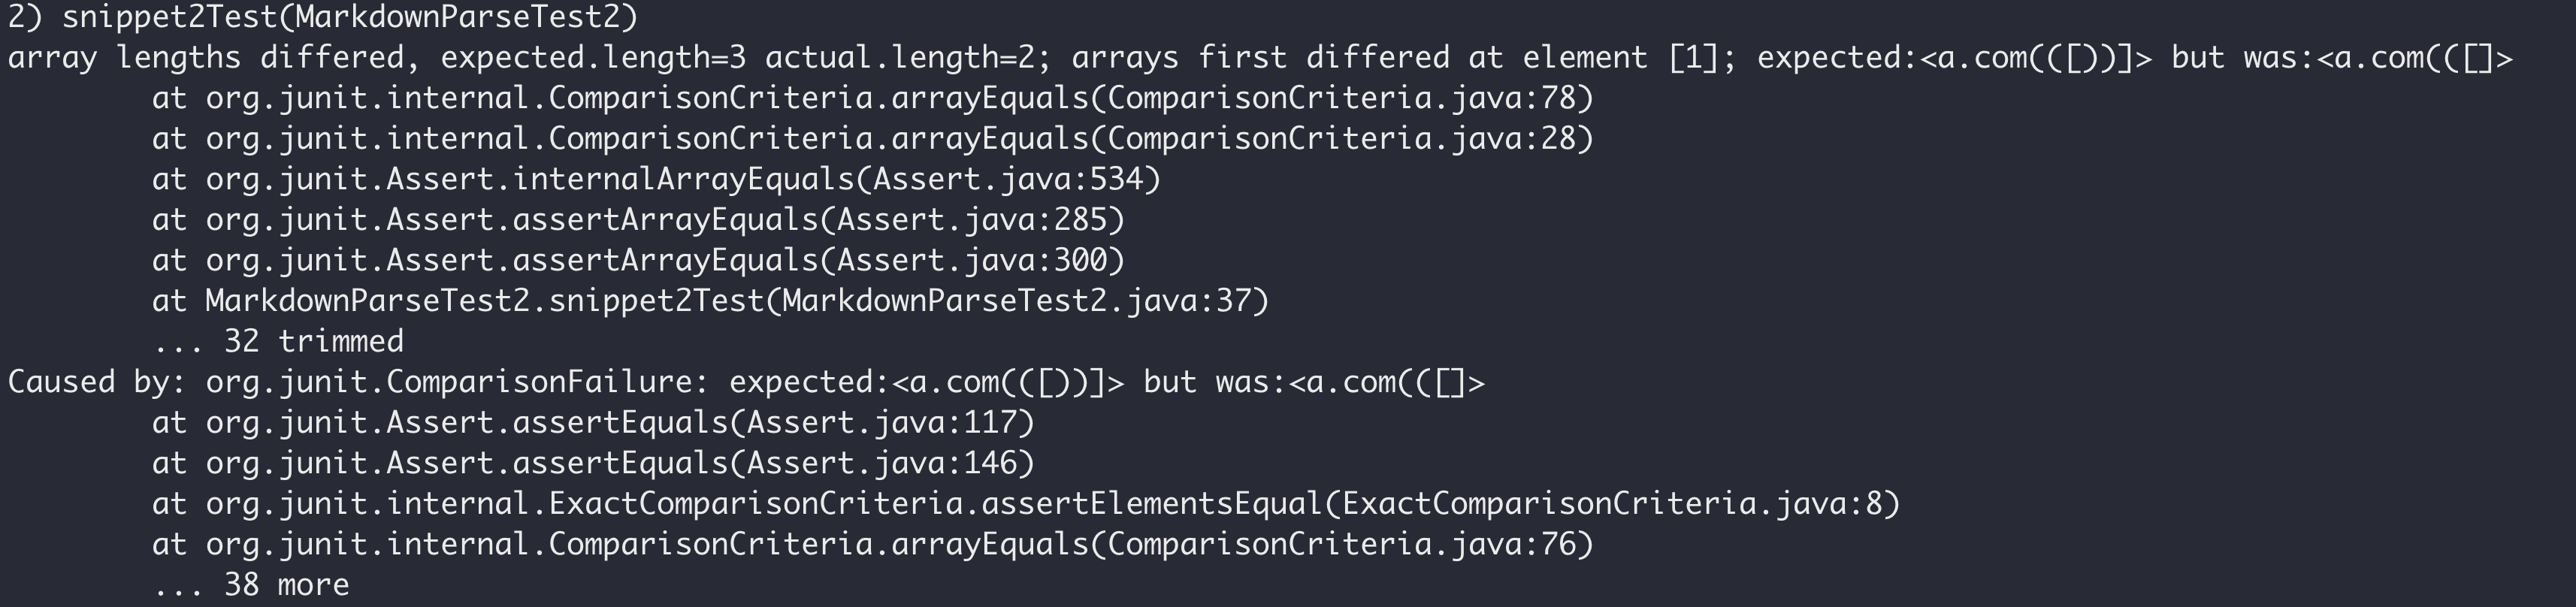 2) snippet2Test(MarkdownParseTest2)
array lengths differed, expected.length=3 actual.length=2; arrays first differed at element [1]; expected:<a.com(([))]> but was:<a.com(([]>
        at org.junit.internal.ComparisonCriteria.arrayEquals(ComparisonCriteria.java:78)
        at org.junit.internal.ComparisonCriteria.arrayEquals(ComparisonCriteria.java:28)
        at org.junit.Assert.internalArrayEquals(Assert.java:534)
        at org.junit.Assert.assertArrayEquals(Assert.java:285)
        at org.junit.Assert.assertArrayEquals(Assert.java:300)
        at MarkdownParseTest2.snippet2Test(MarkdownParseTest2.java:37)
        ... 32 trimmed
Caused by: org.junit.ComparisonFailure: expected:<a.com(([))]> but was:<a.com(([]>
        at org.junit.Assert.assertEquals(Assert.java:117)
        at org.junit.Assert.assertEquals(Assert.java:146)
        at org.junit.internal.ExactComparisonCriteria.assertElementsEqual(ExactComparisonCriteria.java:8)
        at org.junit.internal.ComparisonCriteria.arrayEquals(ComparisonCriteria.java:76)
        ... 38 more